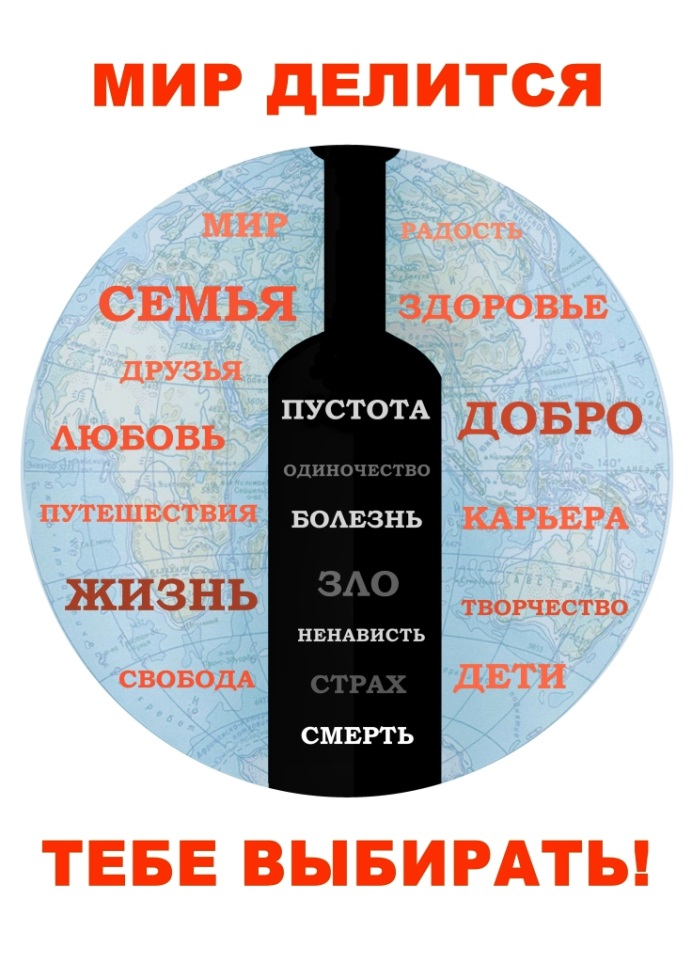 МИР ДЕЛИТСЯ
МИР
СЕМЬЯ
ДРУЗЬЯ
ЛЮБОВЬ
ПУТЕШЕСТВИЯ
ЖИЗНЬ
СВОБОДА
ПУСТОТА
ОДИНОЧЕСТВО
БОЛЕЗНЬ
ЗЛО
НЕНАВИСТЬ
СТРАХ
СМЕРТЬ
РАДОСТЬ
ЗДОРОВЬЕ
ДОБРО
КАРЬЕРА
ТВОРЧЕСТВО
ДЕТИ
140°
ТЕБЕ ВЫБИРАТЬ!